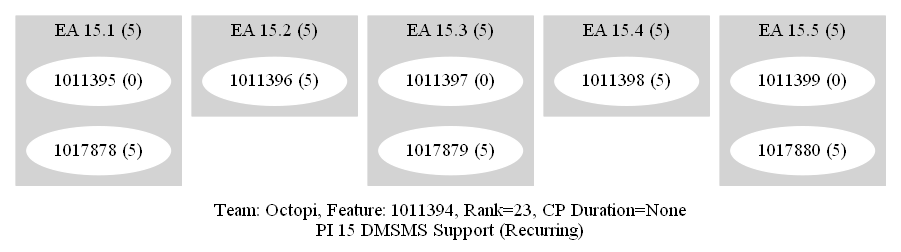 EA 15.1 (5) EA 15.2 (5) EA 15.3 (5) EA 15.4 (5) EA 15.5 (5)
1011395 (0) 1011396 (5) 1011397 (0) 1011398 (5) 1011399 (0)
1017878 (5) 1017879 (5) 1017880 (5)
Team: Octopi, Feature: 1011394, Rank=23, CP Duration=None
PI 15 DMSMS Support (Recurring)